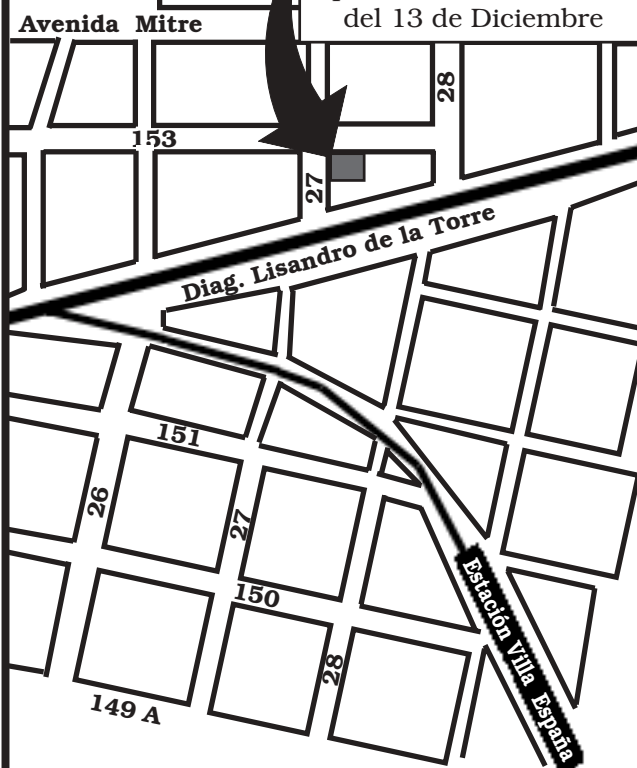 del 13 de Diciembre
Avenida Mitre
28
153
27
Diag. Lisandro de la Torre
151
26
27
150
Estación Villa España
28
149 A